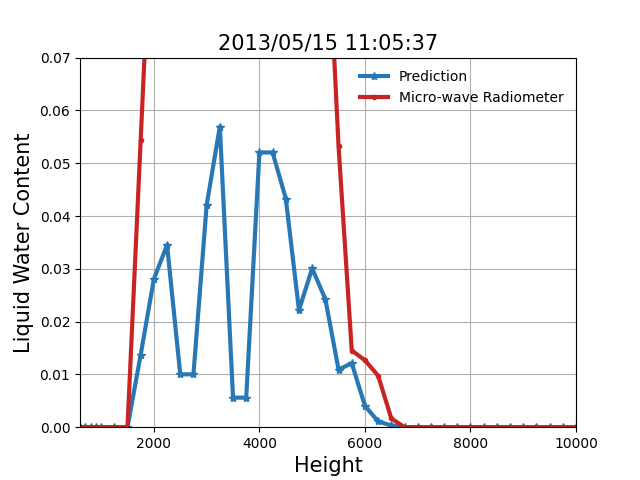 2013/05/15 11:05:37
Prediction
Micro-wave Radiometer
Liquid Water Content
0.07
0.06
0.05
0.04
0.03
0.02
0.01
0.00
2000 4000 6000 8000 10000
Height